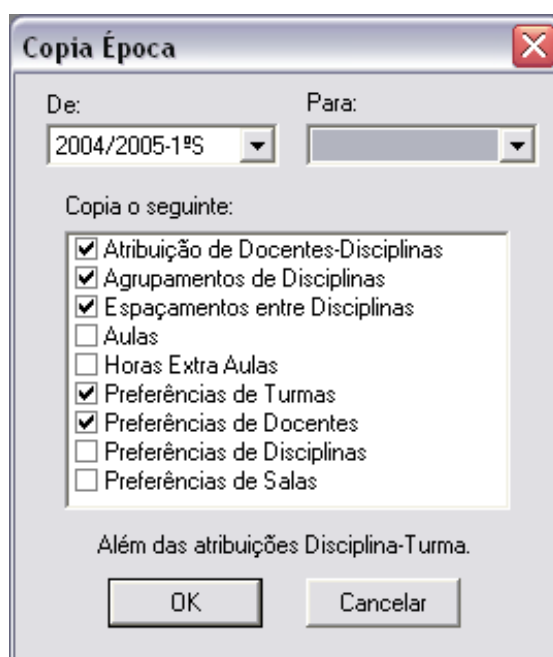 Copia Época
De: Para:
2004/2005-1ºS
Copia o seguinte:
Atribuição de Docentes-Disciplinas
Agrupamentos de Disciplinas
Espaçamentos entre Disciplinas
Aulas
Horas Extra Aulas
Preferências de Turmas
Preferências de Docentes
Preferências de Disciplinas
Preferências de Salas
Além das atribuições Disciplina-Turma.
OK Cancelar